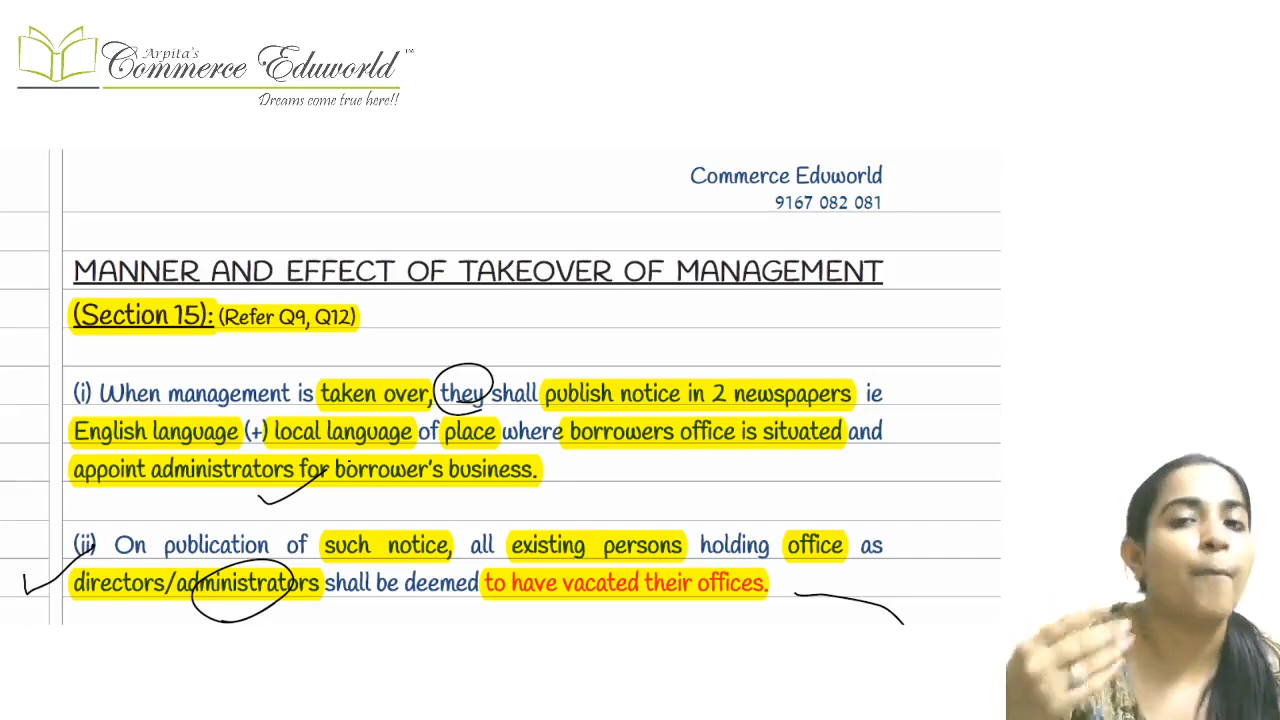 Arpita's
Commerce Eduworld™
Dreams come true here!!
Commerce Eduworld
9167 082 081
MANNER AND EFFECT OF TAKEOVER OF MANAGEMENT
(Section 15): (Refer Q9, Q12)
(i) When management is taken over, they shall publish notice in 2 newspapers ie
English language (+) local language of place where borrowers office is situated and
appoint administrators for borrower's business.
(ii) On publication of such notice, all existing persons holding office as
directors/administrators shall be deemed to have vacated their offices.